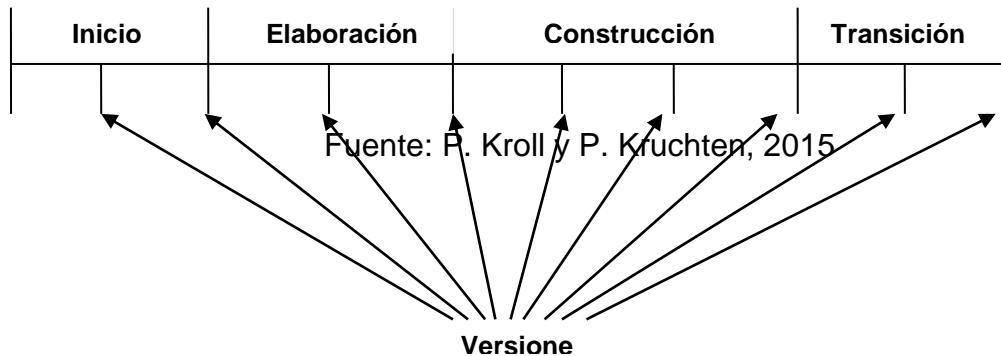 Inicio Elaboración Construcción Transición
Fuente: P. Kroll y P. Kruchten, 2015
Versione